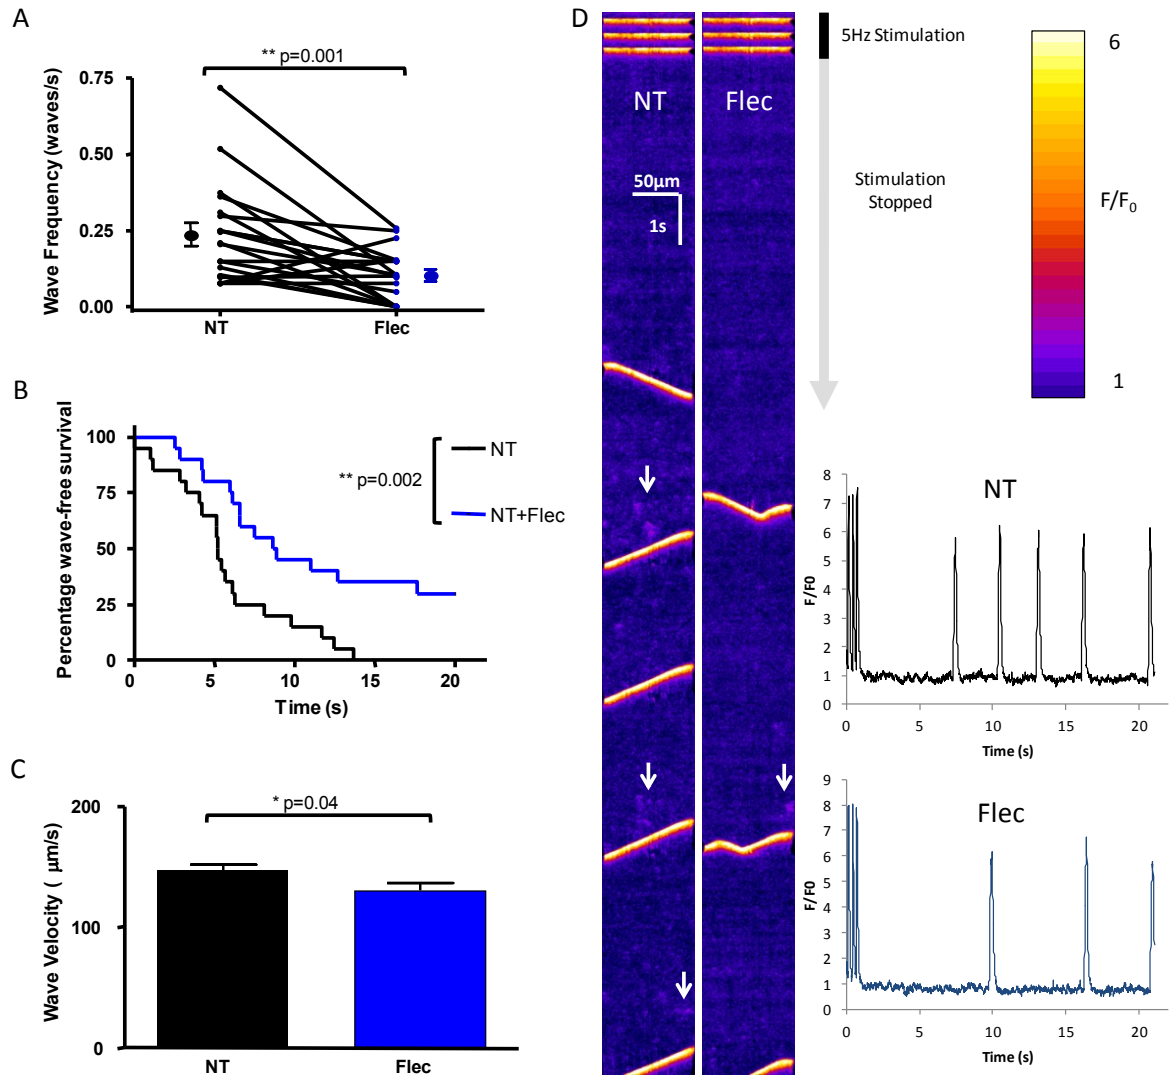 A
** p=0.001
Wave Frequency (waves/s)
0.75
0.50
0.25
0.00
NT
Flec
B
Percentage wave-free survival
100
75
50
25
0
NT
** p=0.002
NT+Flec
0
5
10
15
20
Time (s)
C
* p=0.04
Wave Velocity ( μm/s)
200
100
0
NT
Flec
D
NT
Flec
50μm
1s
5Hz Stimulation
Stimulation
Stopped
6
F/F0
1
NT
F/F0
8
7
6
5
4
3
2
1
0
0
5
10
15
20
Time (s)
Flec
F/F0
9
8
7
6
5
4
3
2
1
0
0
5
10
15
20
Time (s)